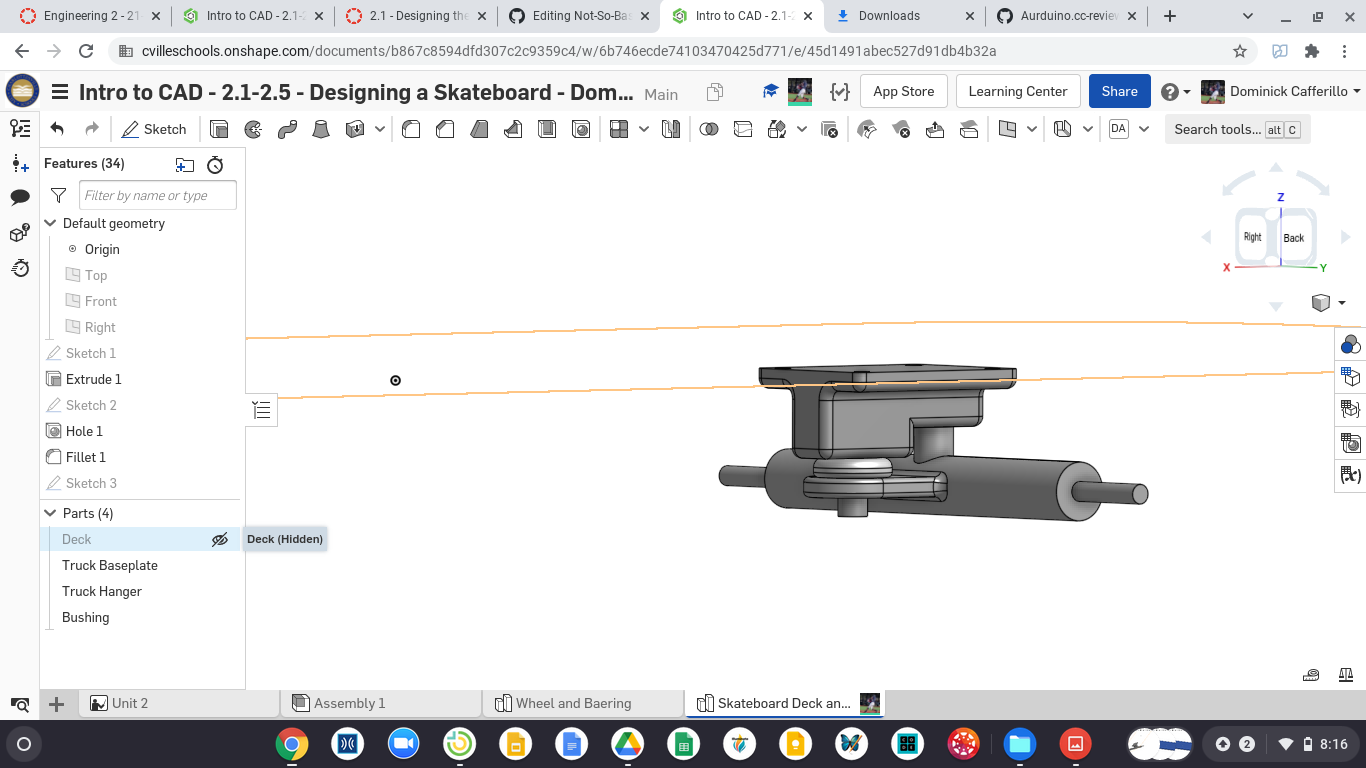 Engineering 2 - 21-
Intro to CAD - 2.1-2
2.1 - Designing the
Editing Not-So-Bas
Intro to CAD - 2.1-2
Downloads
Aurduino.cc-review
cvilleschools.onshape.com/documents/b867c8594dfd307c2c9359c4/w/6b746ecde74103470425d771/e/45d1491abec527d91db4b32a
Intro to CAD - 2.1-2.5 - Designing a Skateboard - Dom... Main
App Store
Learning Center
Share
Dominick Cafferillo
Sketch
DA
Search tools... alt C
Features (34)
Filter by name or type
Default geometry
Origin
Top
Front
Right
Sketch 1
Extrude 1
Sketch 2
Hole 1
Fillet 1
Sketch 3
Parts (4)
Deck
Deck (Hidden)
Truck Baseplate
Truck Hanger
Bushing
Z
Right Back
X Y
(x)
Unit 2
Assembly 1
Wheel and Baering
Skateboard Deck an...
2
8:16